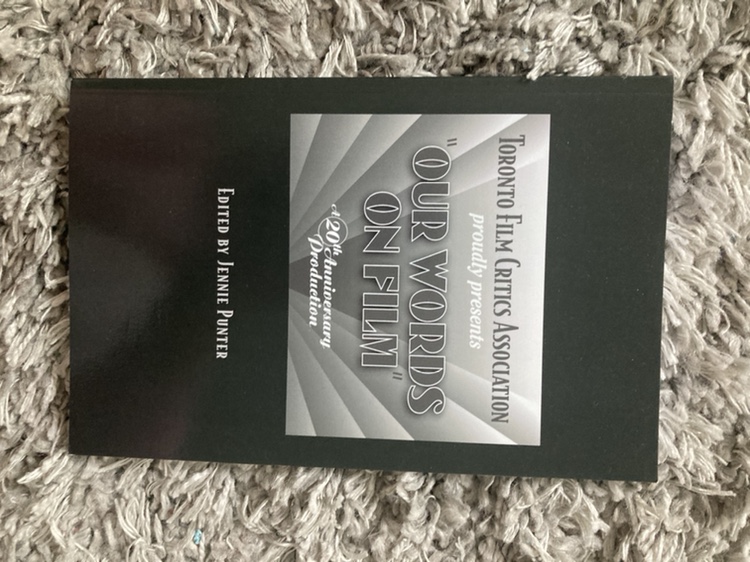 TORONTO FILM CRITICS ASSOCIATION
proudly presents
"OUR WORDS
ON FILM"
A 20th Anniversary
Production
EDITED BY JENNIE PUNTER